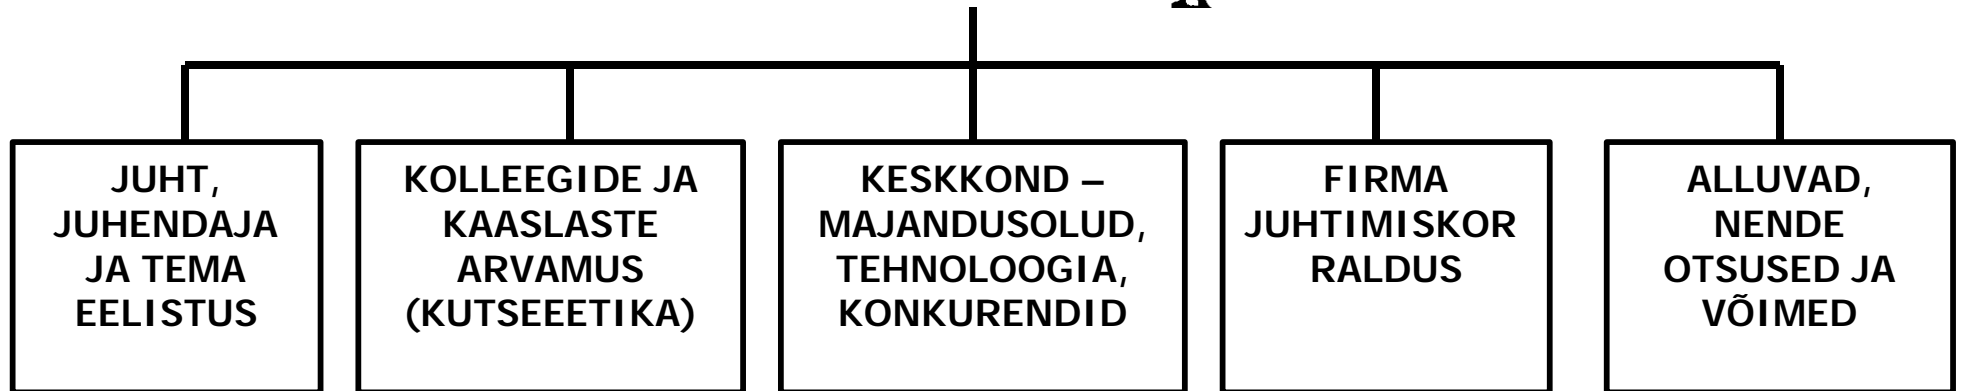 JUHT,
JUHENDAJA
JA TEMA
EELISTUS
KOLLEEGIDE JA
KAASLASTE
ARVAMUS
(KUTSEEETIKA)
KESKKOND –
MAJANDUSOLUD,
TEHNOLOOGIA,
KONKURENDID
FIRMA
JUHTIMISKOR
RALDUS
ALLUVAD,
NENDE
OTSUSED JA
VÕIMED